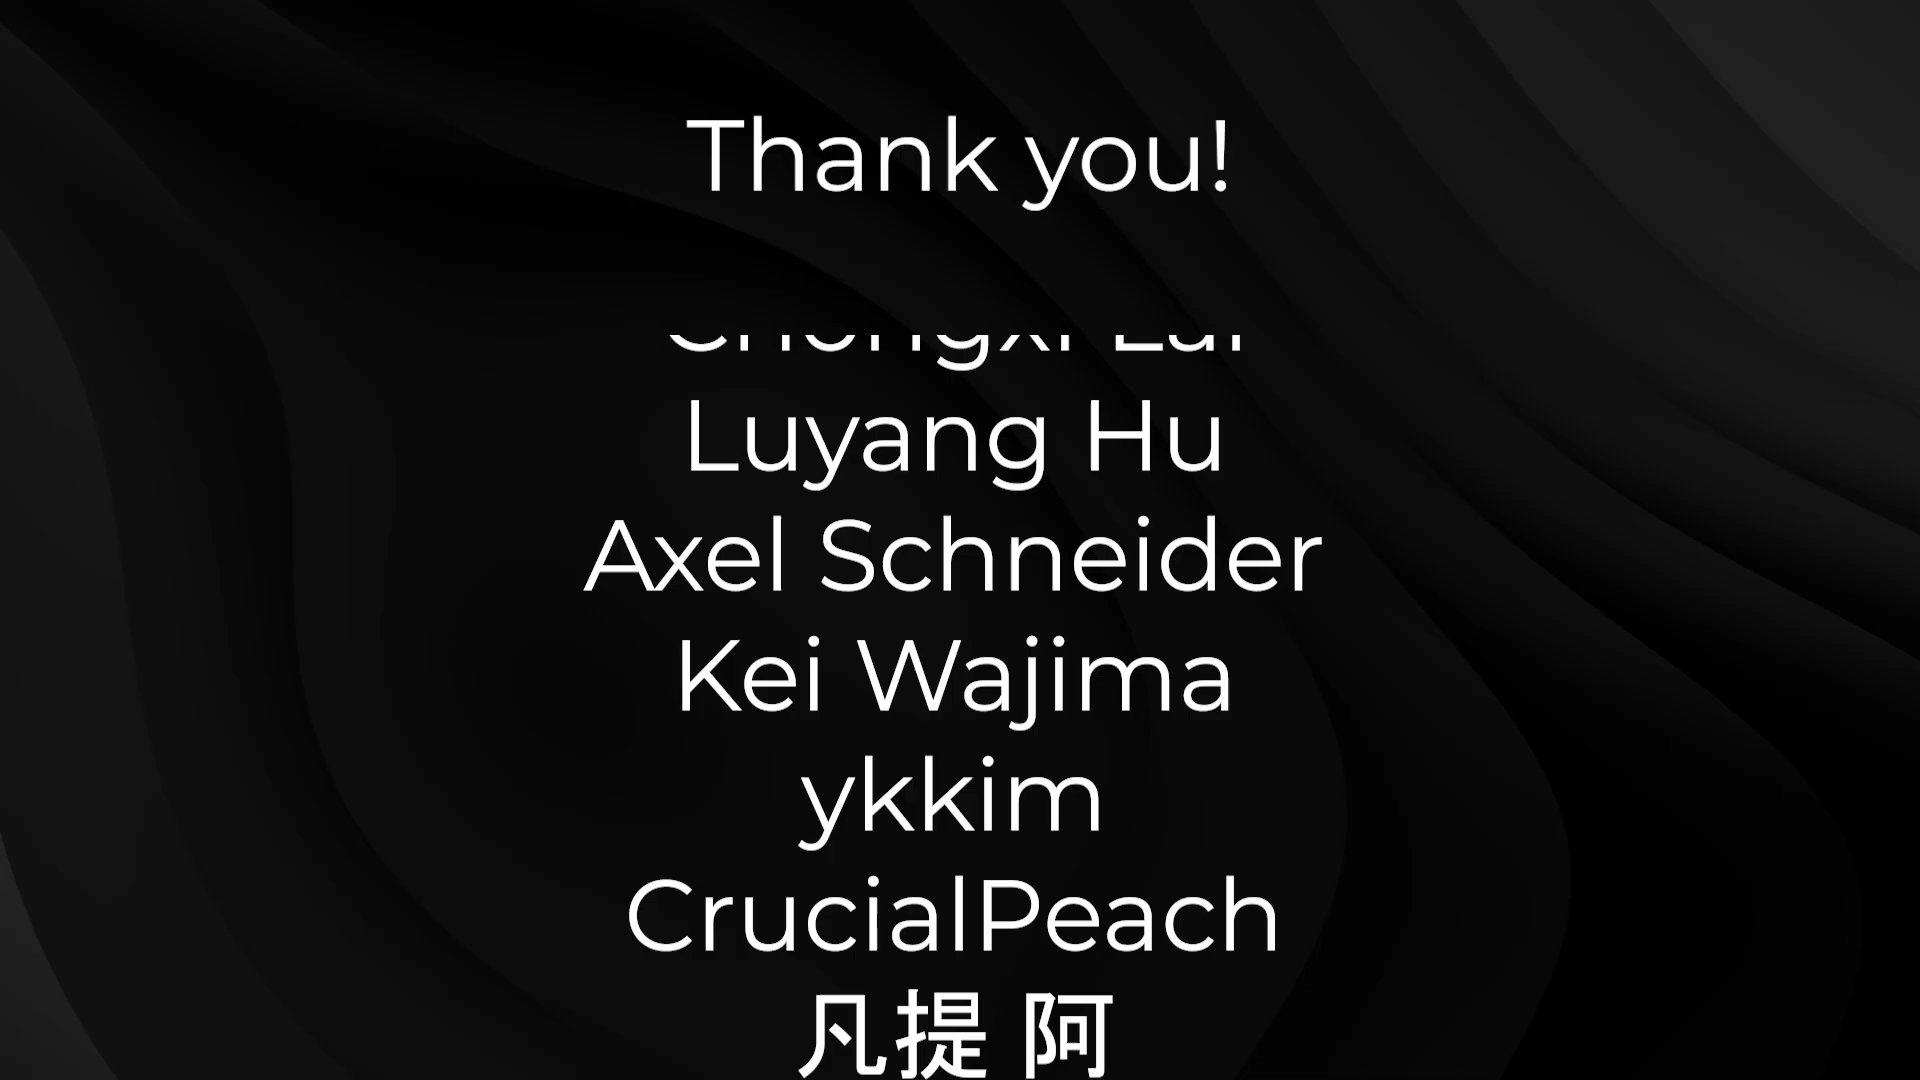 Thank you!
Luyang Hu
Axel Schneider
Kei Wajima
ykkim
CrucialPeach
凡提 阿